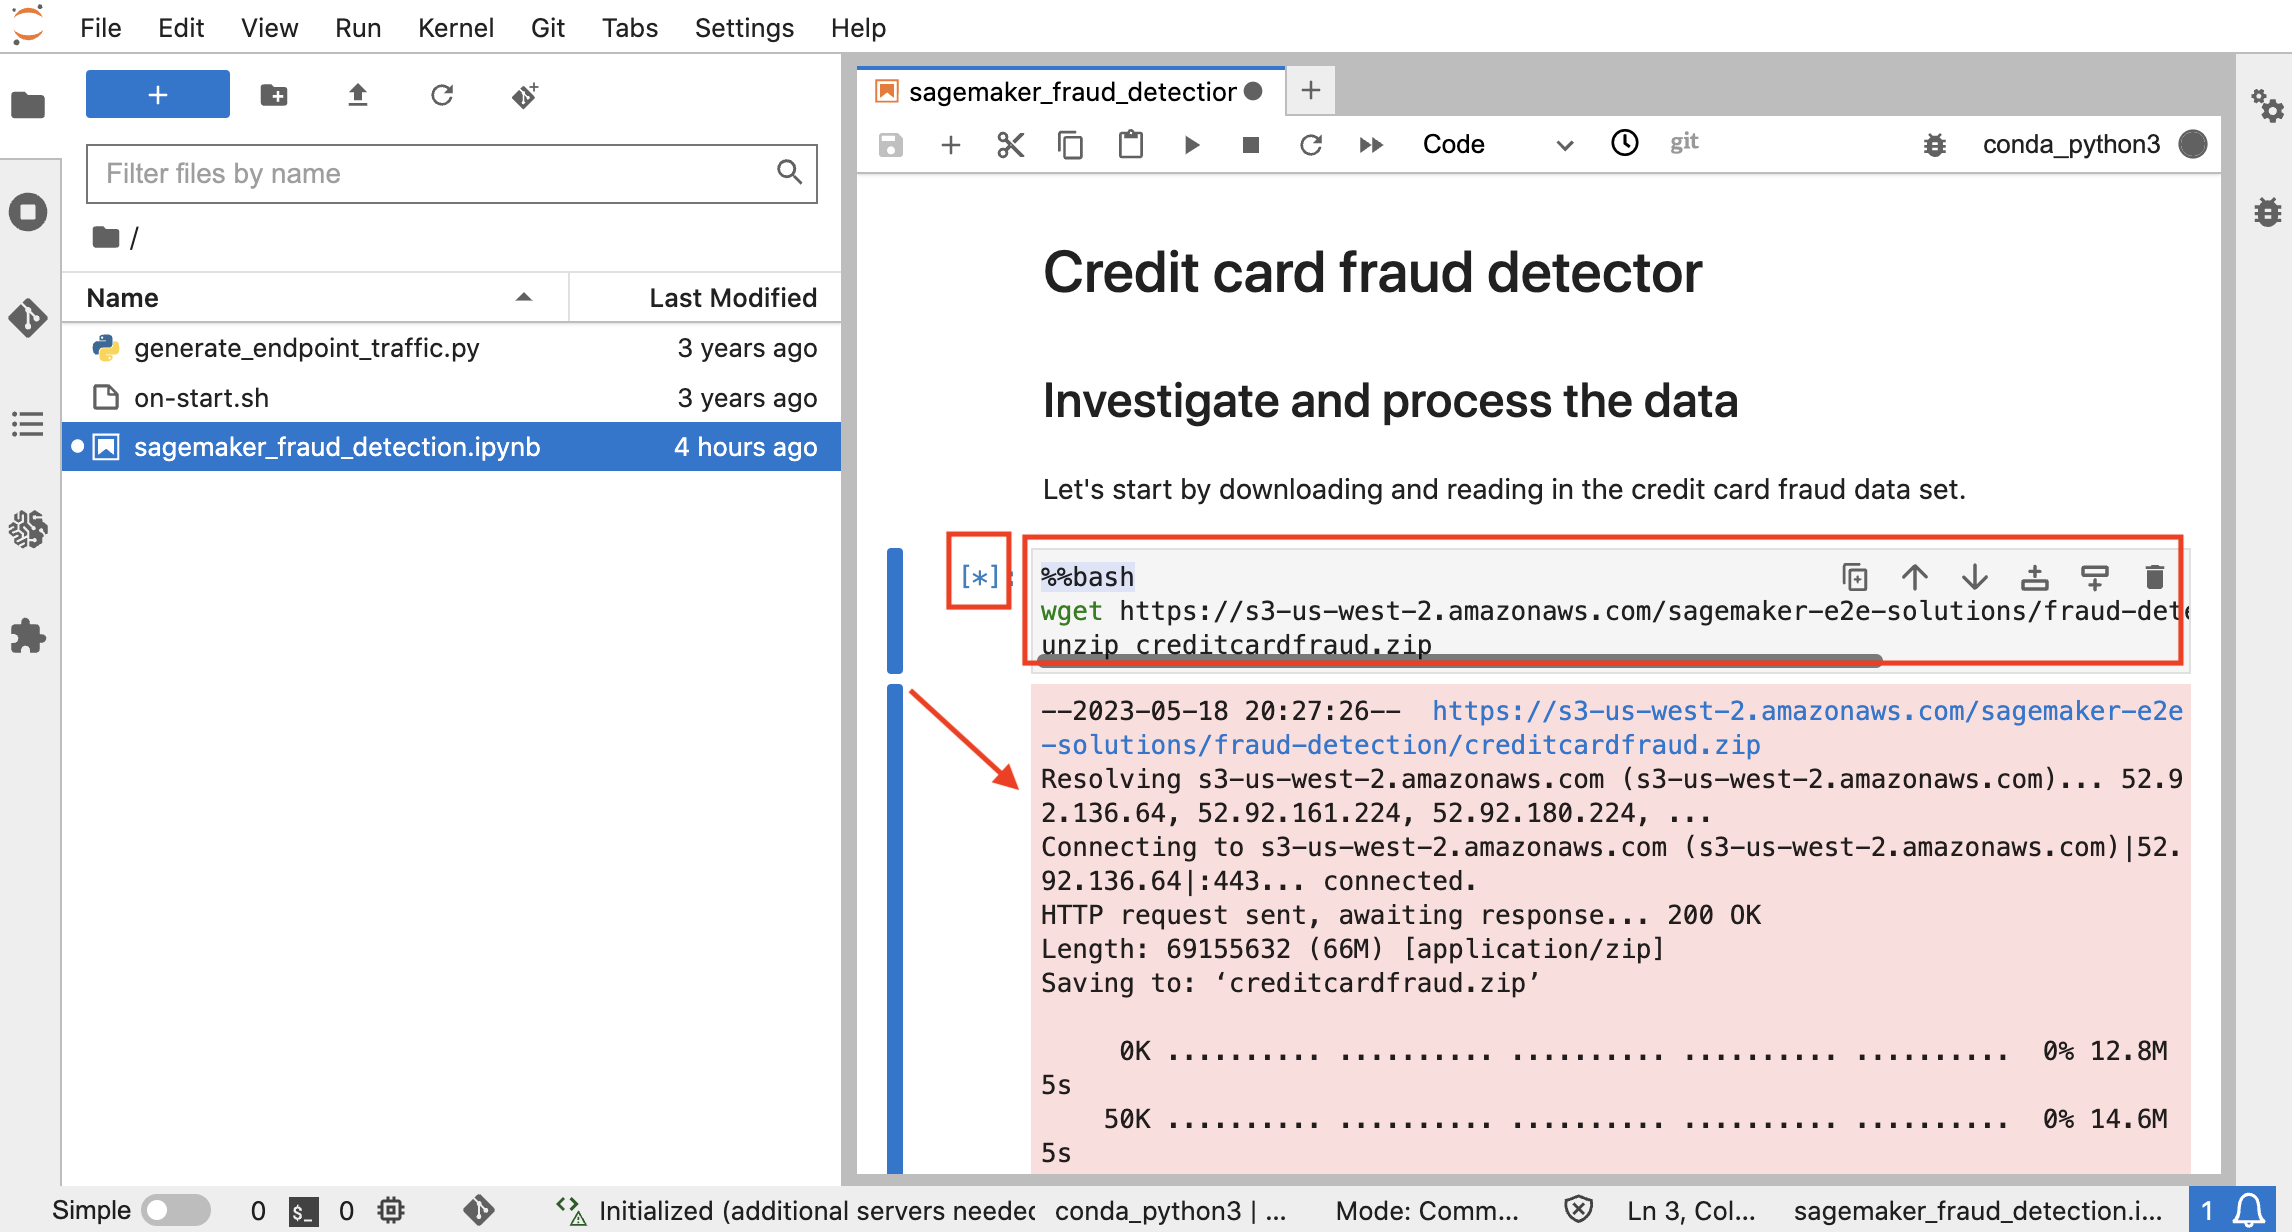 File Edit View Run Kernel Git Tabs Settings Help
+
Filter files by name
/
Name Last Modified
generate_endpoint_traffic.py 3 years ago
on-start.sh 3 years ago
sagemaker_fraud_detection.ipynb 4 hours ago
sagemaker_fraud_detection
+
Code git conda_python3
Credit card fraud detector
Investigate and process the data
Let's start by downloading and reading in the credit card fraud data set.
[*]:
%%bash
wget https://s3-us-west-2.amazonaws.com/sagemaker-e2e-solutions/fraud-dete
unzip creditcardfraud.zip
--2023-05-18 20:27:26-- https://s3-us-west-2.amazonaws.com/sagemaker-e2e
-solutions/fraud-detection/creditcardfraud.zip
Resolving s3-us-west-2.amazonaws.com (s3-us-west-2.amazonaws.com)... 52.9
2.136.64, 52.92.161.224, 52.92.180.224, ...
Connecting to s3-us-west-2.amazonaws.com (s3-us-west-2.amazonaws.com)|52.
92.136.64|:443... connected.
HTTP request sent, awaiting response... 200 OK
Length: 69155632 (66M) [application/zip]
Saving to: ‘creditcardfraud.zip’
0K .......... .......... .......... .......... .......... 0% 12.8M
5s
50K .......... .......... .......... .......... .......... 0% 14.6M
5s
Simple 0 $_ 0 Initialized (additional servers needed conda_python3 | ... Mode: Comm... Ln 3, Col... sagemaker_fraud_detection.i... 1